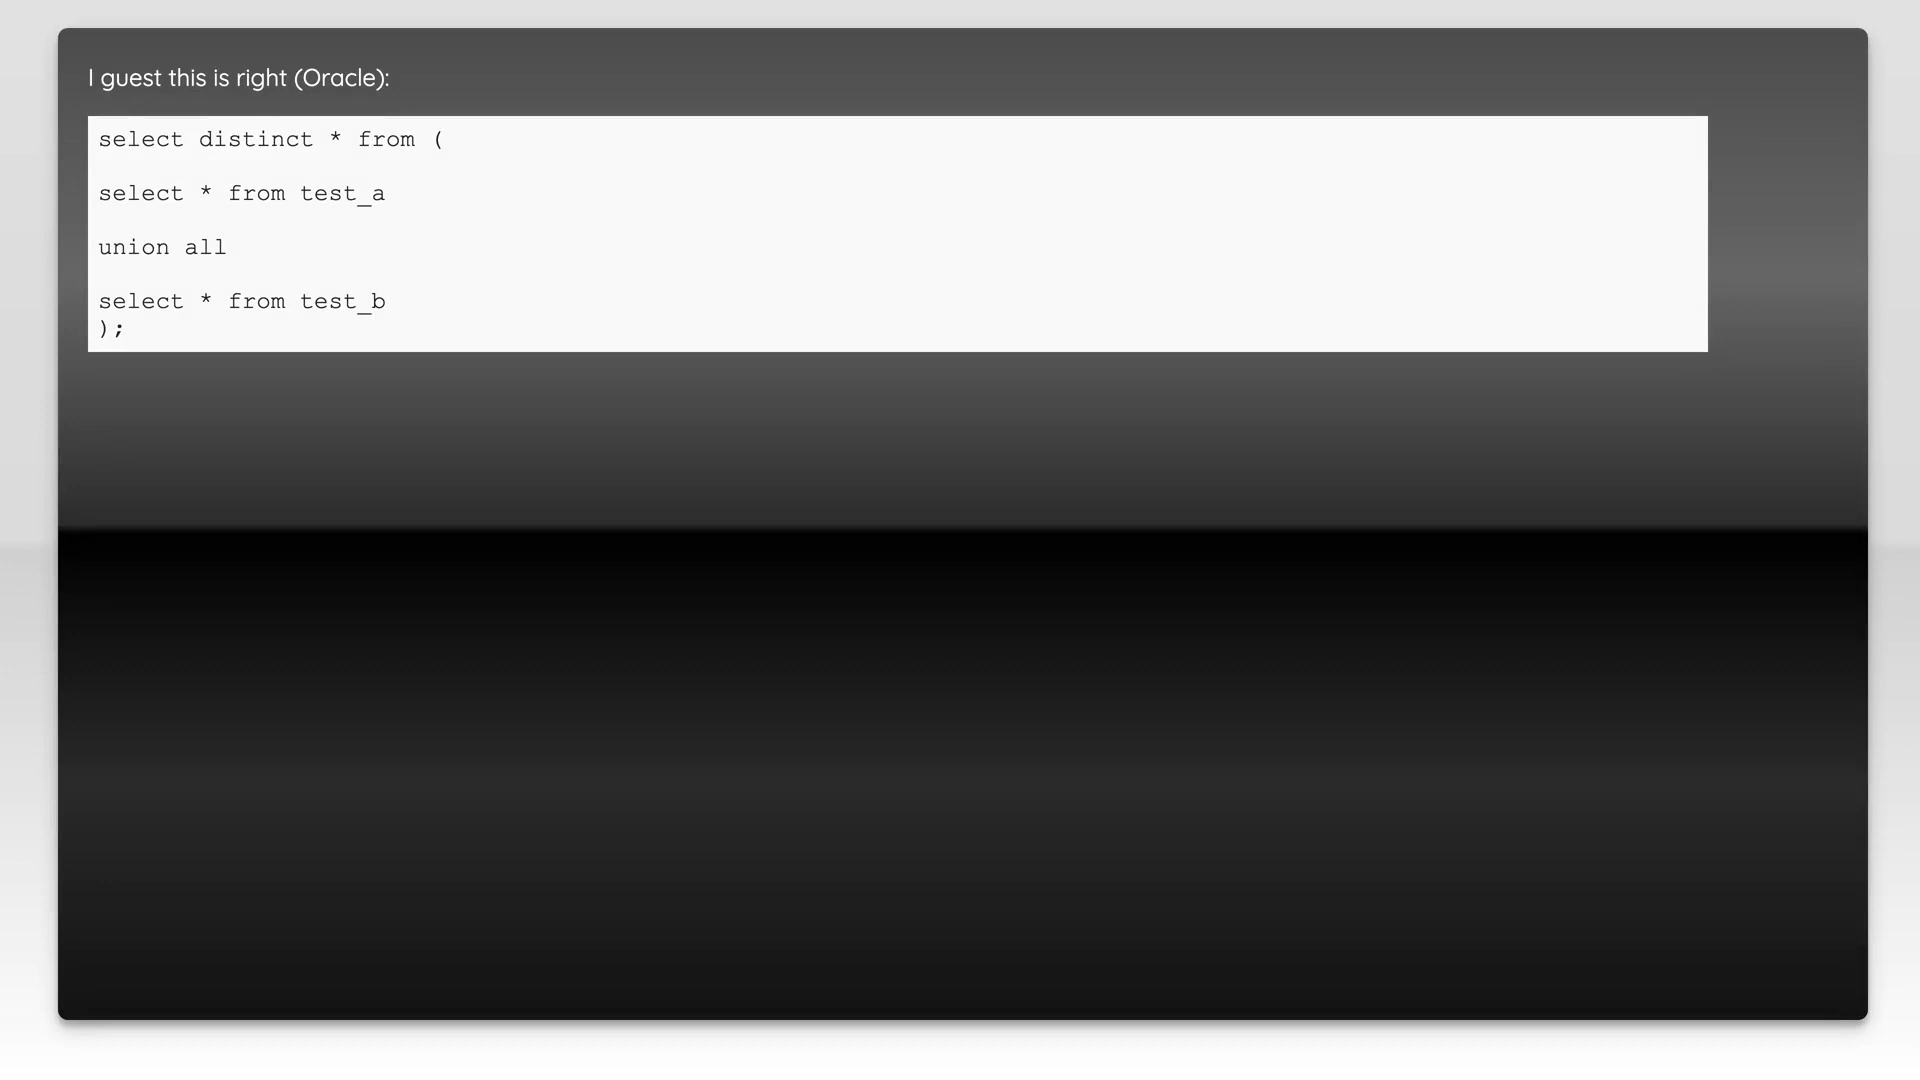 I guest this is right (Oracle):
select distinct * from (
select * from test_a
union all
select * from test_b
);